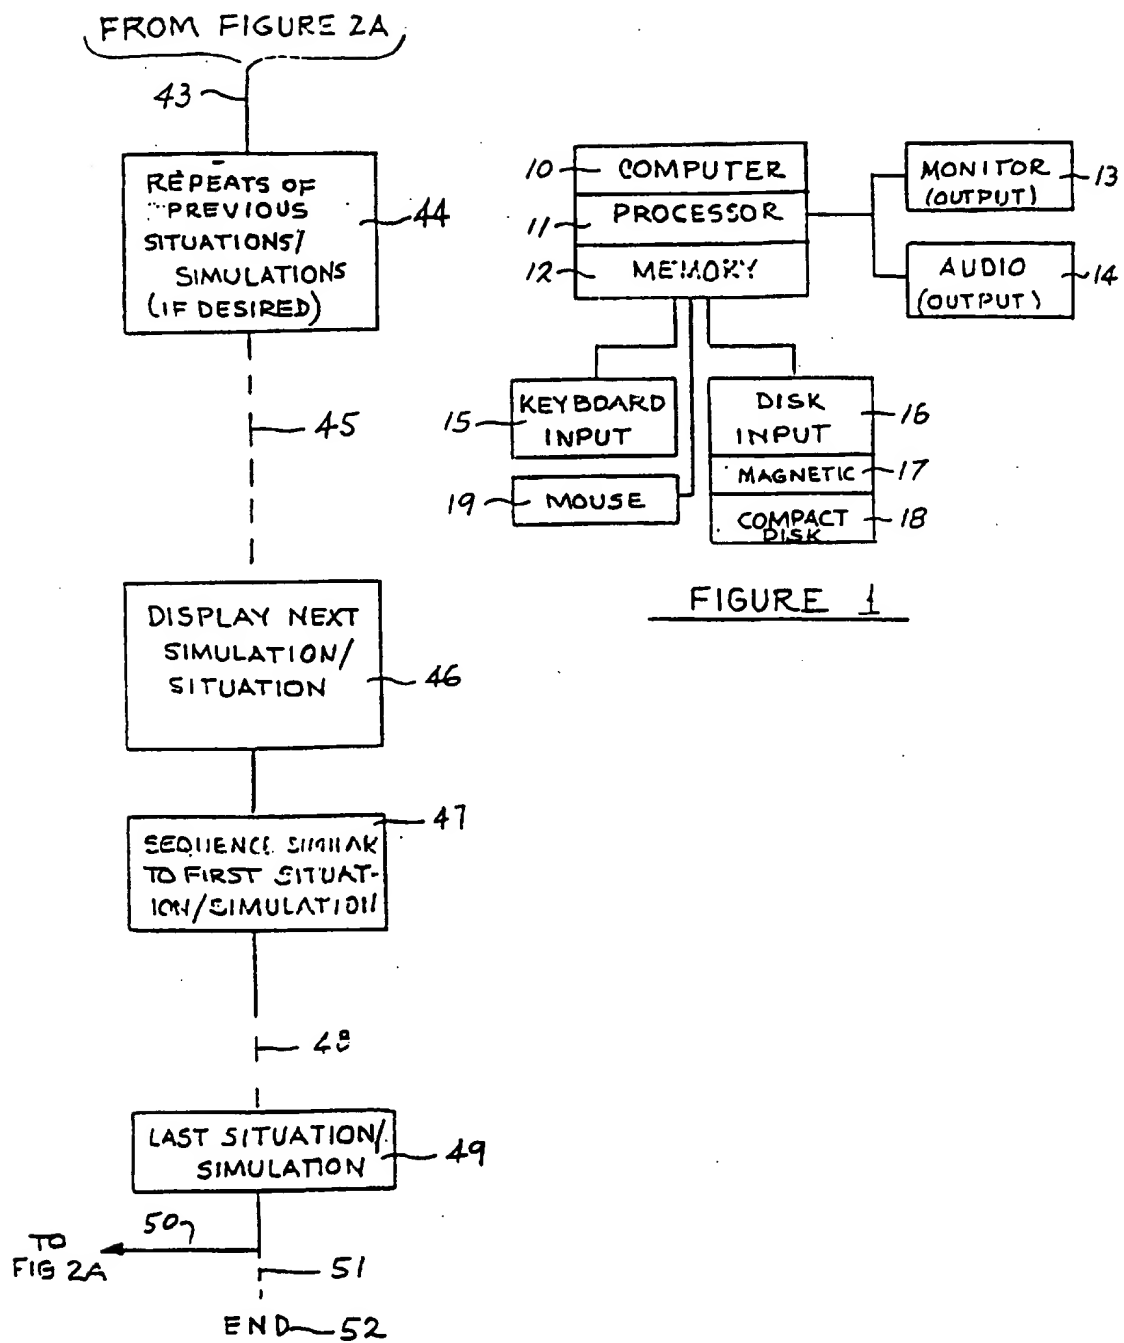 FROM FIGURE 2A
43
REPEATS OF
PREVIOUS
SITUATIONS/
SIMULATIONS
(IF DESIRED)
44
45
DISPLAY NEXT
SIMULATION/
SITUATION
46
47
SEQUENCE SIMILAR
TO FIRST SITUAT-
ION/SIMULATION
48
LAST SITUATION/
SIMULATION
49
50
TO
FIG 2A
51
END 52
10 COMPUTER
11 PROCESSOR
12 MEMORY
MONITOR
(OUTPUT)
13
AUDIO
(OUTPUT)
14
15 KEYBOARD
INPUT
DISK
INPUT
16
MAGNETIC 17
COMPACT
DISK
18
19 MOUSE
FIGURE 1